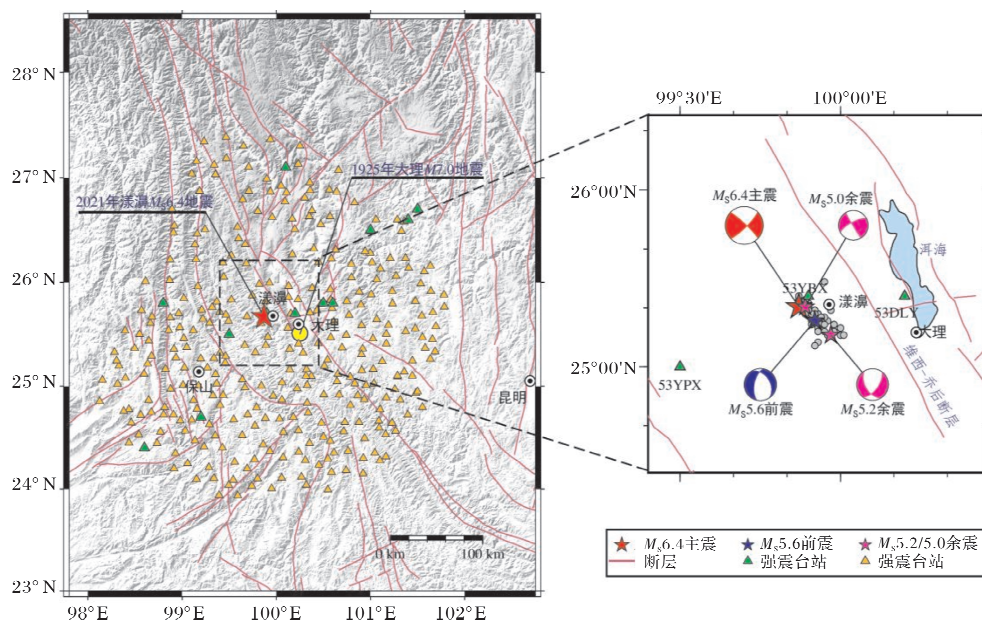 28° N
27° N
26° N
25° N
24° N
23° N
98° E
99° E
100° E
101° E
102° E
1925年大理M7.0地震
2021年漾濞MS6.4地震
漾濞
大理
保山
昆明
0 km
100 km
99°30'E
100°00'E
26°00'N
25°00'N
MS6.4主震
MS5.0余震
洱海
53YBX
漾濞
53DLY
大理
53YPX
维西-乔后断层
MS5.6前震
MS5.2余震
MS6.4主震
MS5.6前震
MS5.2/5.0余震
断层
强震台站
强震台站